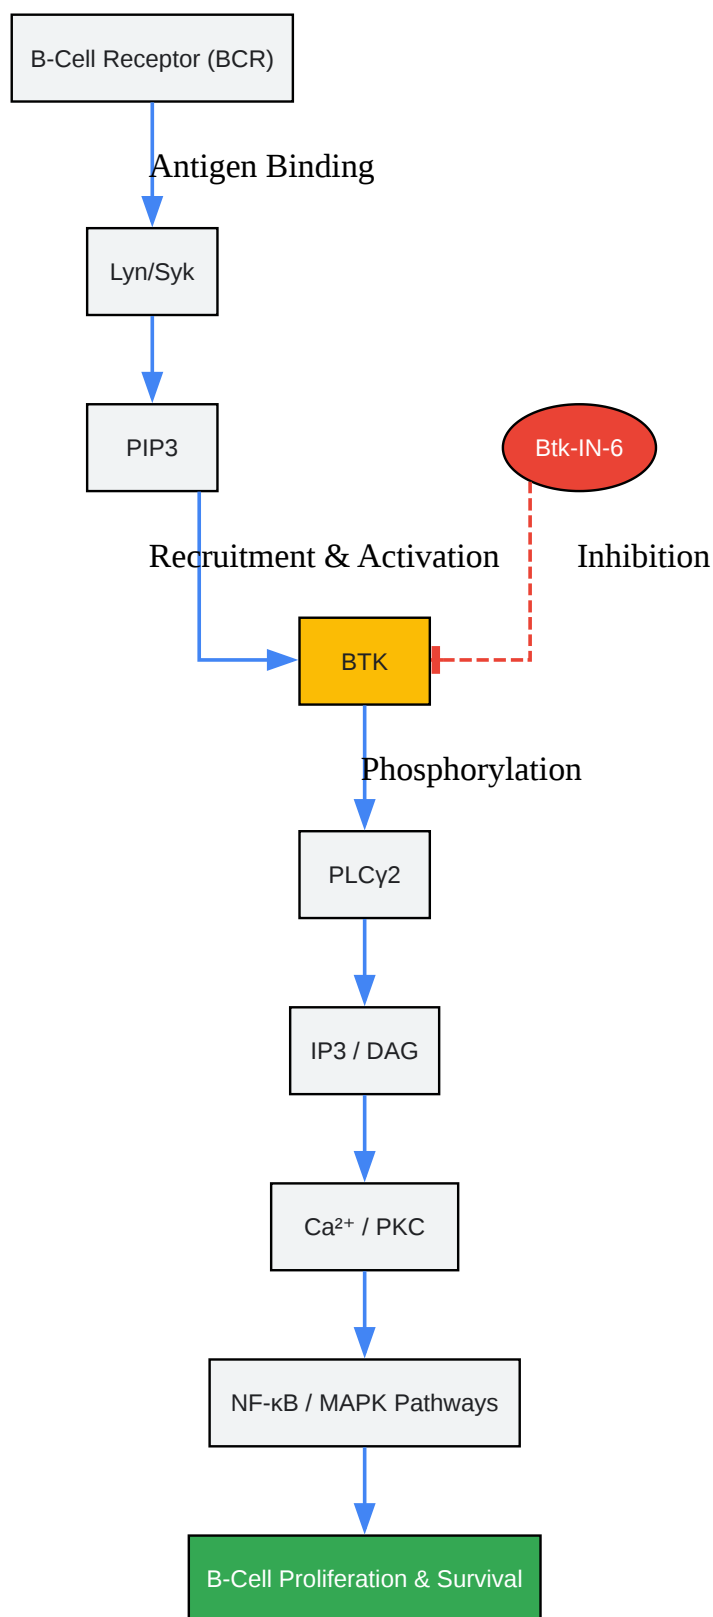 B-Cell Receptor (BCR)
Antigen Binding
Lyn/Syk
PIP3
Btk-IN-6
Recruitment & Activation
Inhibition
BTK
Phosphorylation
PLCγ2
IP3 / DAG
Ca²⁺ / PKC
NF-κB / MAPK Pathways
B-Cell Proliferation & Survival